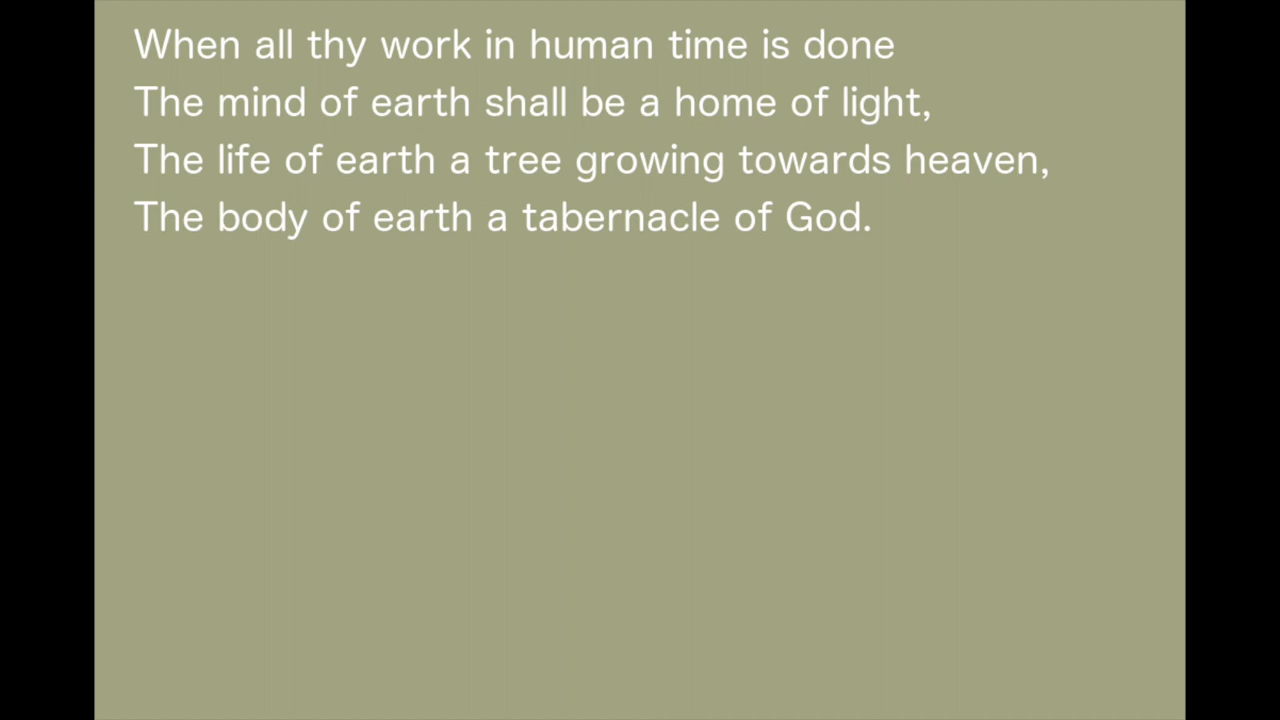 When all thy work in human time is done
The mind of earth shall be a home of light,
The life of earth a tree growing towards heaven,
The body of earth a tabernacle of God.